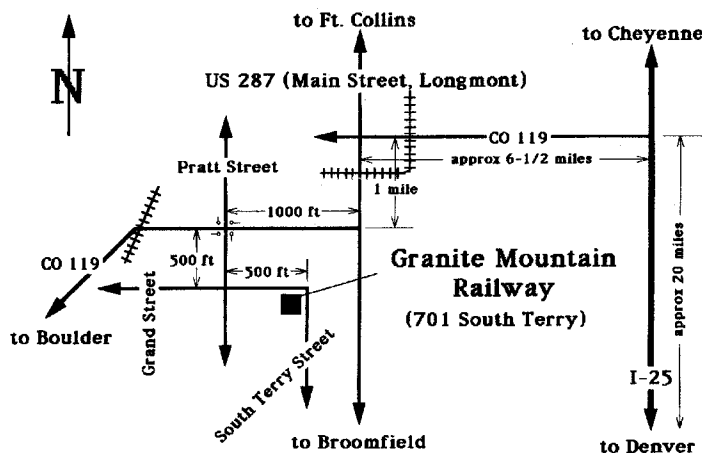 to Ft. Collins
to Cheyenne
N
US 287 (Main Street, Longmont)
CO 119
approx 6-1/2 miles
Pratt Street
1 mile
1000 ft
CO 119
500 ft
500 ft
Granite Mountain
Railway
(701 South Terry)
approx 20 miles
to Boulder
Grand Street
South Terry Street
I-25
to Broomfield
to Denver